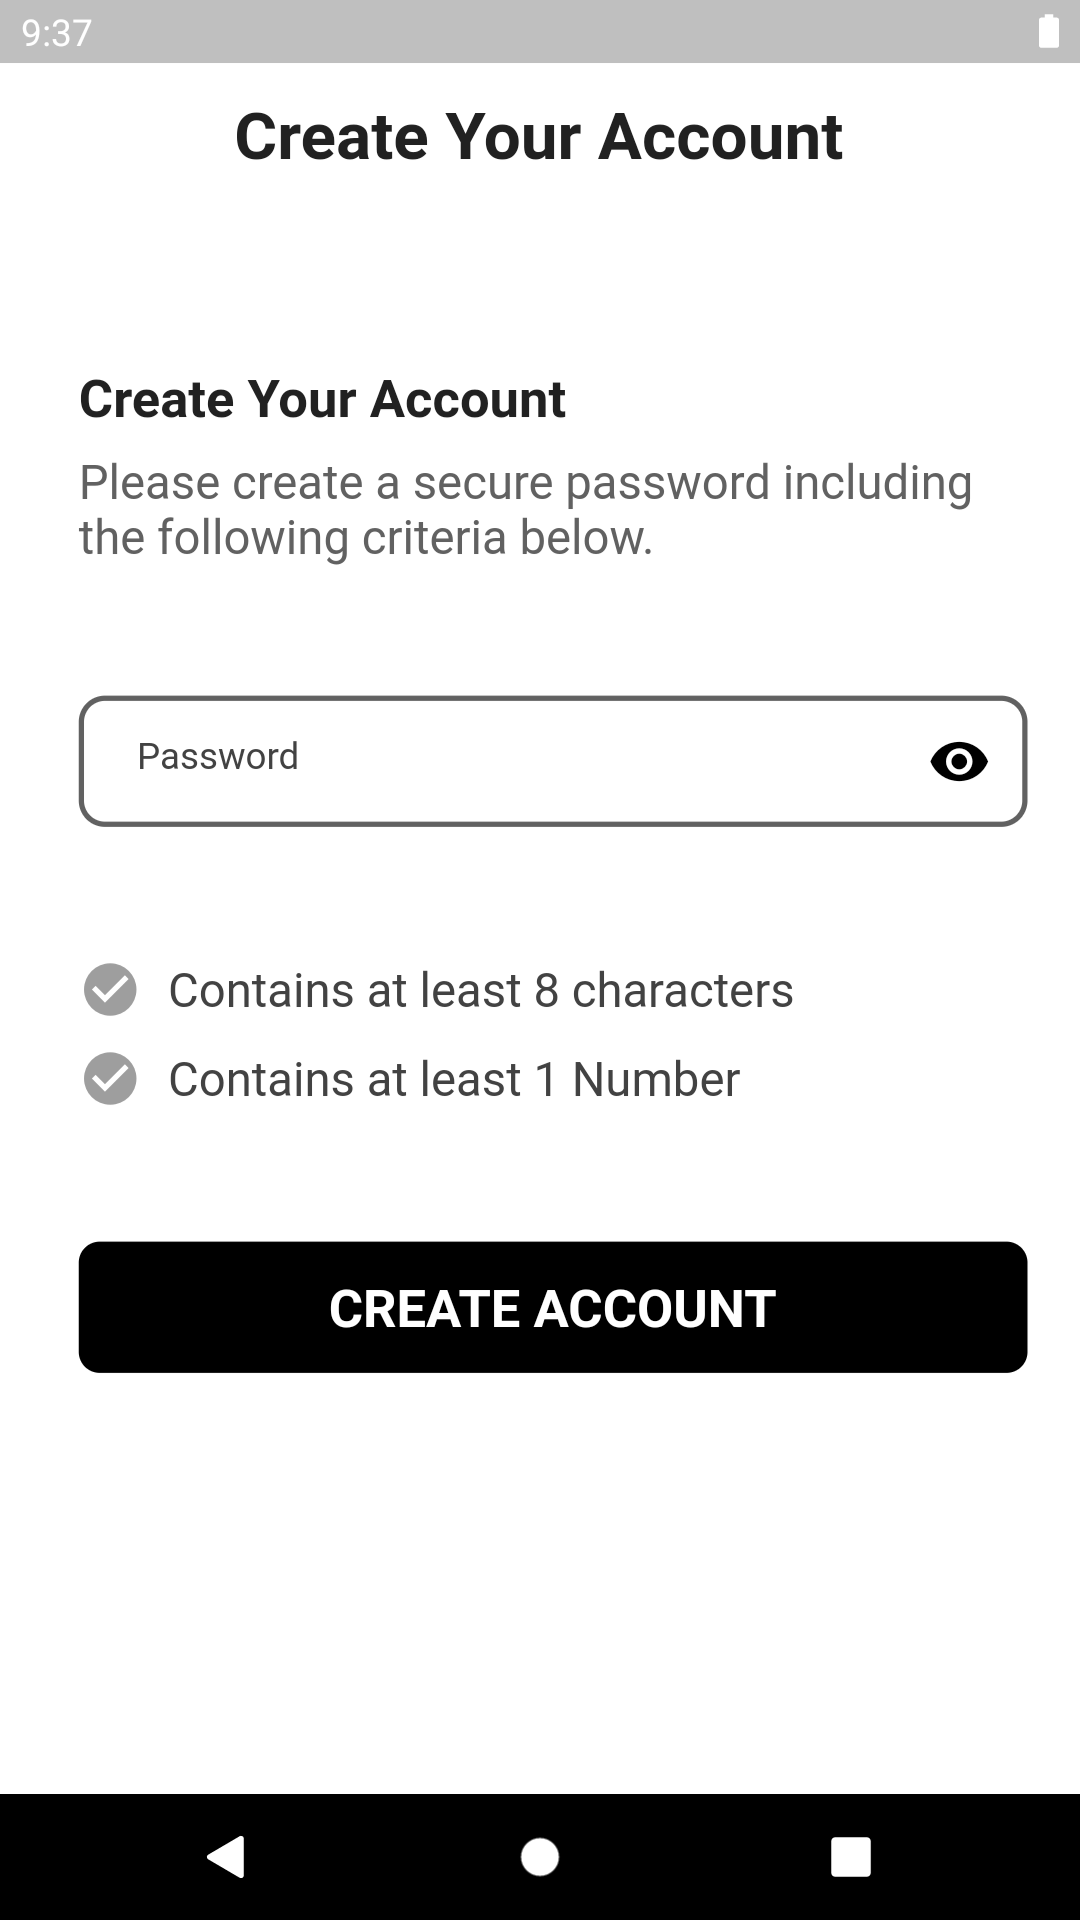 9:37
Create Your Account
Create Your Account
Please create a secure password including
the following criteria below.
Password
Contains at least 8 characters
Contains at least 1 Number
CREATE ACCOUNT